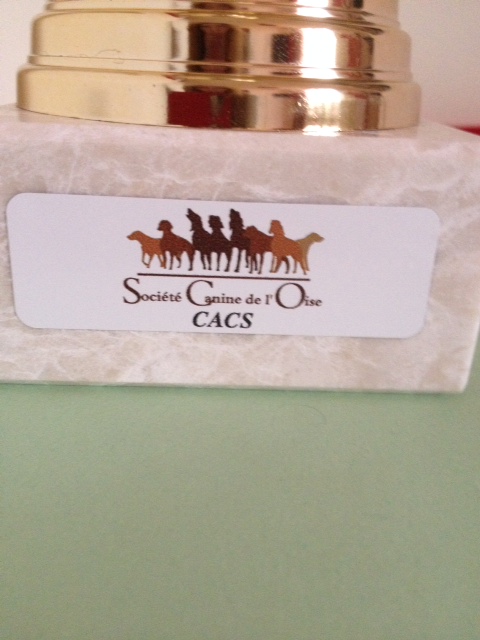 Société Canine de l'Oise
CACS